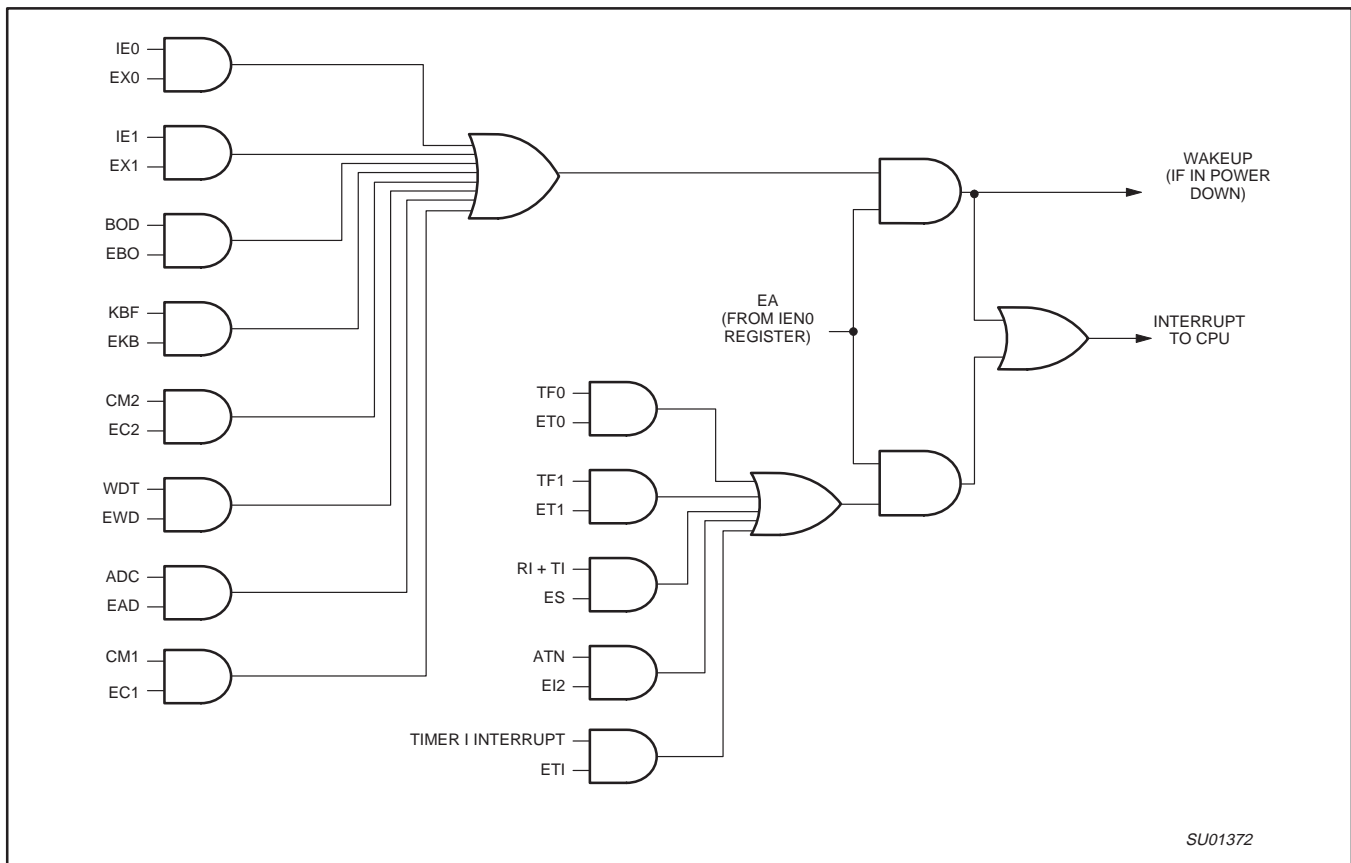 IE0
EX0
IE1
EX1
BOD
EBO
KBF
EKB
CM2
EC2
WDT
EWD
ADC
EAD
CM1
EC1
WAKEUP
(IF IN POWER
DOWN)
EA
(FROM IEN0
REGISTER)
INTERRUPT
TO CPU
TF0
ET0
TF1
ET1
RI + TI
ES
ATN
EI2
TIMER I INTERRUPT
ETI
SU01372